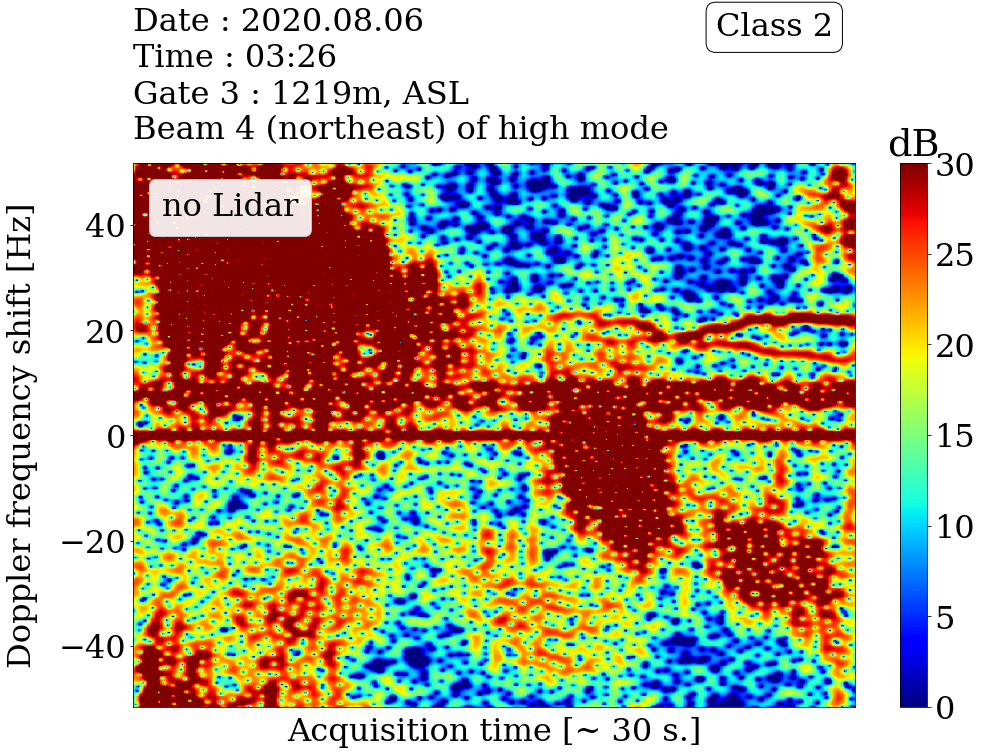 Date : 2020.08.06
Time : 03:26
Gate 3 : 1219m, ASL
Beam 4 (northeast) of high mode
Class 2
dB
no Lidar
Doppler frequency shift [Hz]
40
20
0
−20
−40
30
25
20
15
10
5
0
Acquisition time [~ 30 s.]